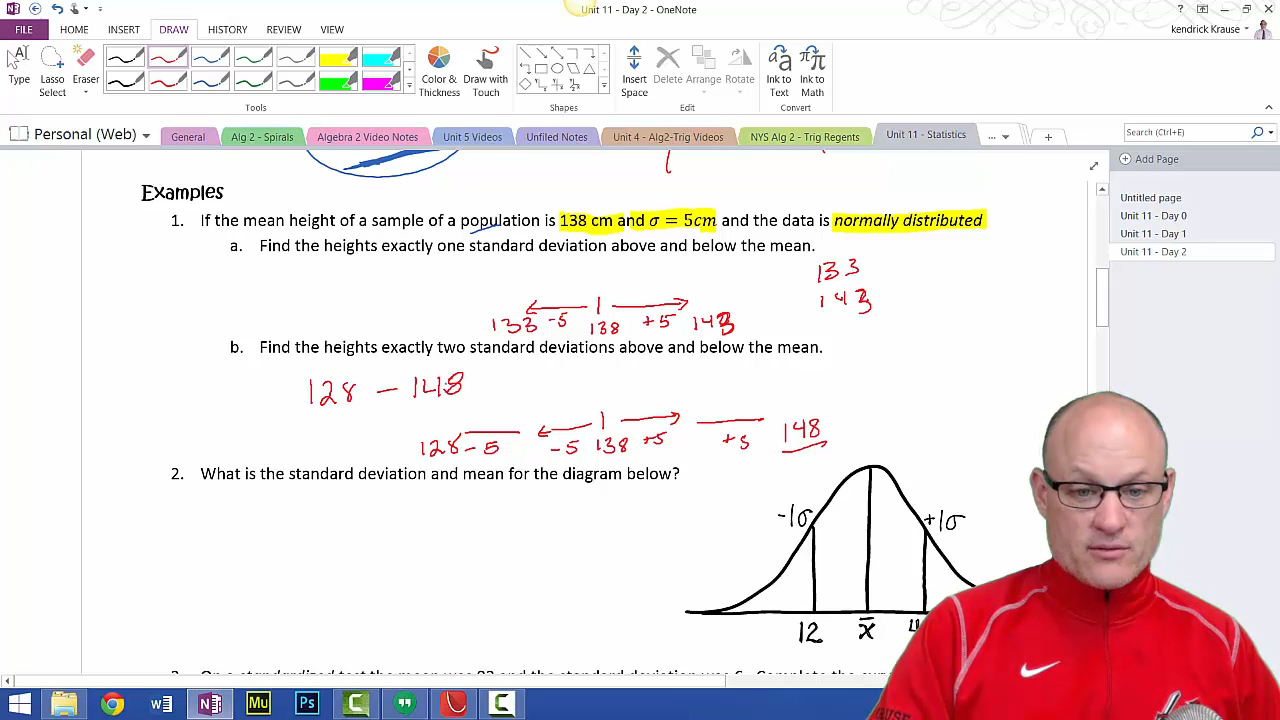 Unit 11 - Day 2 - OneNote
FILE HOME INSERT DRAW HISTORY REVIEW VIEW
kendrick Krause
Type
Lasso Select
Eraser
Color & Thickness
Draw with Touch
Insert Space
Delete
Arrange
Rotate
Ink to Text
Ink to Math
Tools Shapes Edit Convert
Personal (Web) General Alg 2 - Spirals Algebra 2 Video Notes Unit 5 Videos Unfiled Notes Unit 4 - Alg2-Trig Videos NYS Alg 2 - Trig Regents Unit 11 - Statistics ... Search (Ctrl+E)
Add Page
Untitled page
Unit 11 - Day 0
Unit 11 - Day 1
Unit 11 - Day 2
Examples
1. If the mean height of a sample of a population is 138 cm and σ = 5cm and the data is normally distributed
a. Find the heights exactly one standard deviation above and below the mean.
133
143
133 -5 138 +5 143
b. Find the heights exactly two standard deviations above and below the mean.
128 – 148
128 -5 -5 138 +5 +5 148
2. What is the standard deviation and mean for the diagram below?
-1σ +1σ
12 x̄